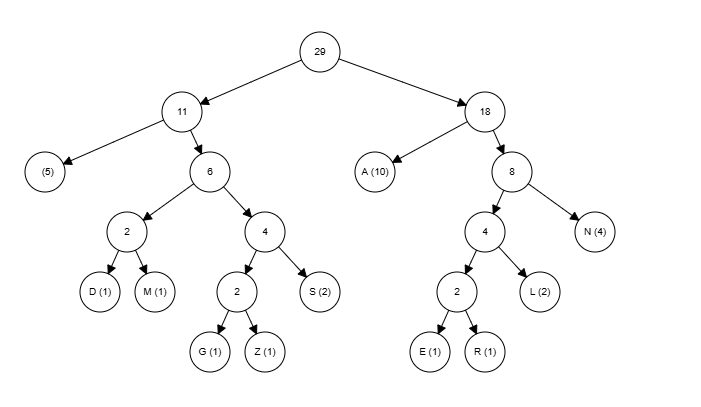 29
11
18
(5)
6
A (10)
8
2
4
4
N (4)
D (1)
M (1)
2
S (2)
2
L (2)
G (1)
Z (1)
E (1)
R (1)